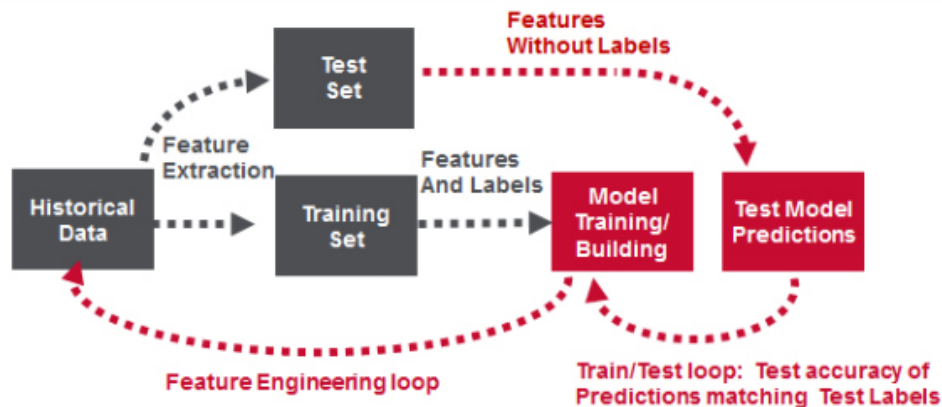 Features
Without Labels
Test
Set
Feature
Extraction
Features
And Labels
Historical
Data
Training
Set
Model
Training/
Building
Test Model
Predictions
Feature Engineering loop
Train/Test loop: Test accuracy of
Predictions matching Test Labels